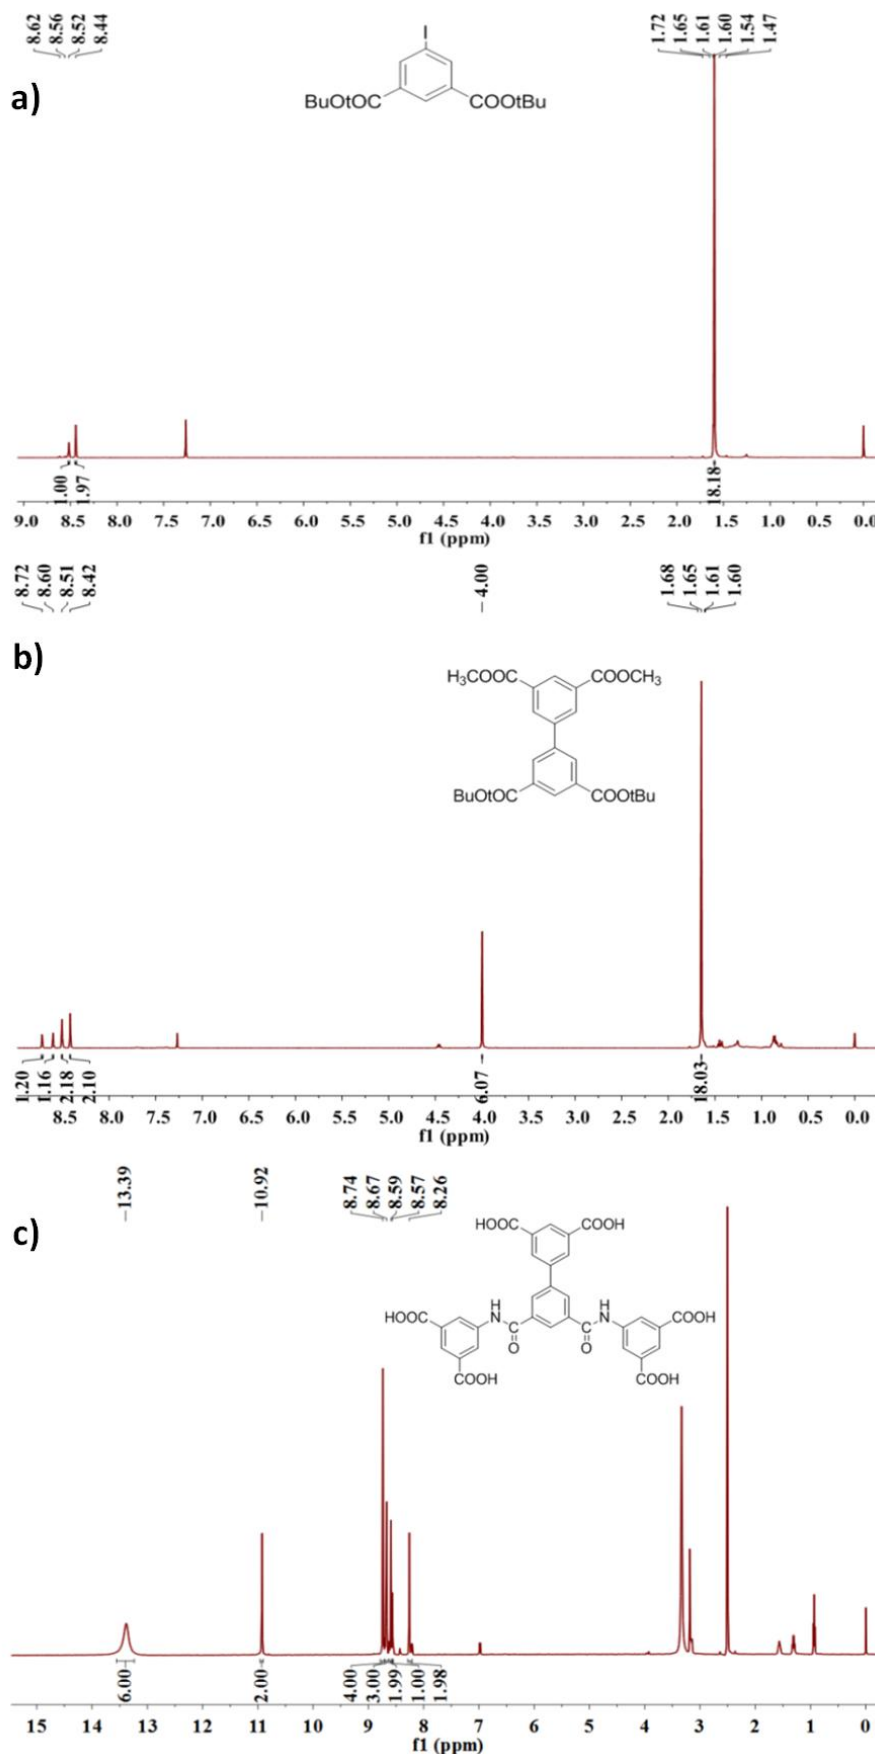 8.62 8.56 8.52 8.44 1.72 1.65 1.61 1.60 1.54 1.47
a)
I
BuOtOC COOtBu
1.00 1.97 18.18
9.0 8.5 8.0 7.5 7.0 6.5 6.0 5.5 5.0 4.5 4.0 3.5 3.0 2.5 2.0 1.5 1.0 0.5 0.0
f1 (ppm)
8.72 8.60 8.51 8.42 4.00 1.68 1.65 1.61 1.60
b)
H3COOC COOCH3
BuOtOC COOtBu
1.20 1.16 2.18 2.10 6.07 18.03
8.5 8.0 7.5 7.0 6.5 6.0 5.5 5.0 4.5 4.0 3.5 3.0 2.5 2.0 1.5 1.0 0.5 0.0
f1 (ppm)
13.39 10.92 8.74 8.67 8.59 8.57 8.26
c)
HOOC COOH
HOOC H N C O C O H N COOH
COOH COOH
6.00 2.00 4.00 3.00 1.99 1.00 1.98
15 14 13 12 11 10 9 8 7 6 5 4 3 2 1 0
f1 (ppm)